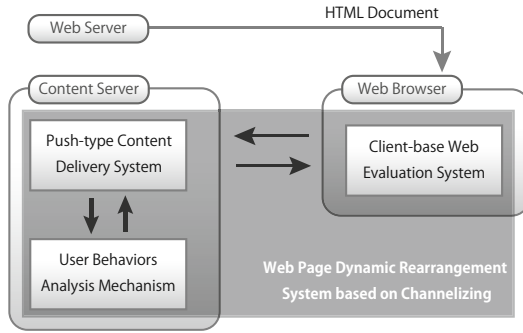 HTML Document
Web Server
Content Server
Web Browser
Push-type Content
Delivery System
Client-base Web
Evaluation System
User Behaviors
Analysis Mechanism
Web Page Dynamic Rearrangement
System based on Channelizing